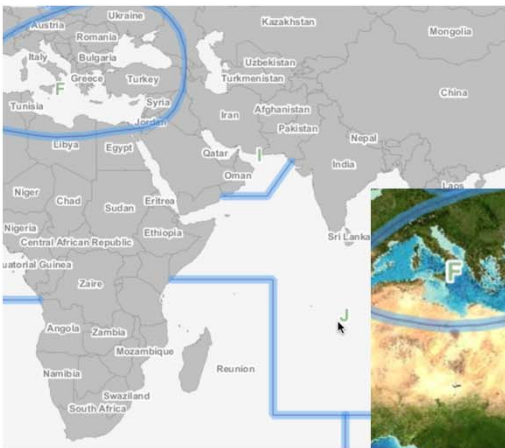 Ukraine
Kazakhstan
Austria
Mongolia
Romania
Italy
Bulgaria
Uzbekistan
Greece
Turkey
Turkmenistan
F
China
Tunisia
Syria
Iran
Afghanistan
Jordan
Pakistan
Libya
Egypt
Qatar
I
Nepal
India
Oman
Laos
Niger
Chad
Sudan
Eritrea
Nigeria
Ethiopia
Sri Lanka
Central African Republic
uatorial Guinea
F
Zaire
J
Angola
Zambia
Mozambique
Namibia
Reunion
Swaziland
South Africa